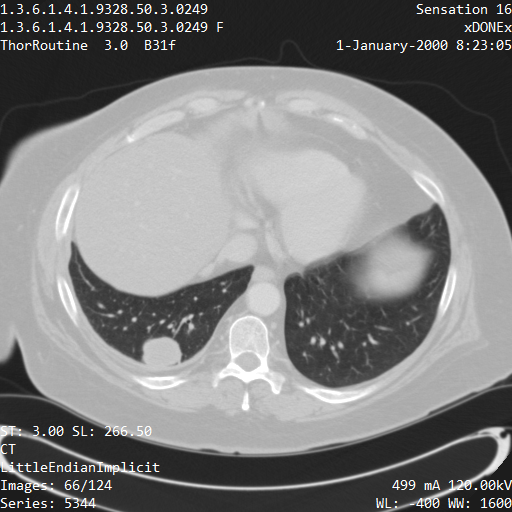 1.3.6.1.4.1.9328.50.3.0249
Sensation 16
1.3.6.1.4.1.9328.50.3.0249 F
xDONEx
ThorRoutine 3.0 B31f
1-January-2000 8:23:05
ST: 3.00 SL: 266.50
CT
LittleEndianImplicit
Images: 66/124
499 mA 120.00kV
Series: 5344
WL: -400 WW: 1600